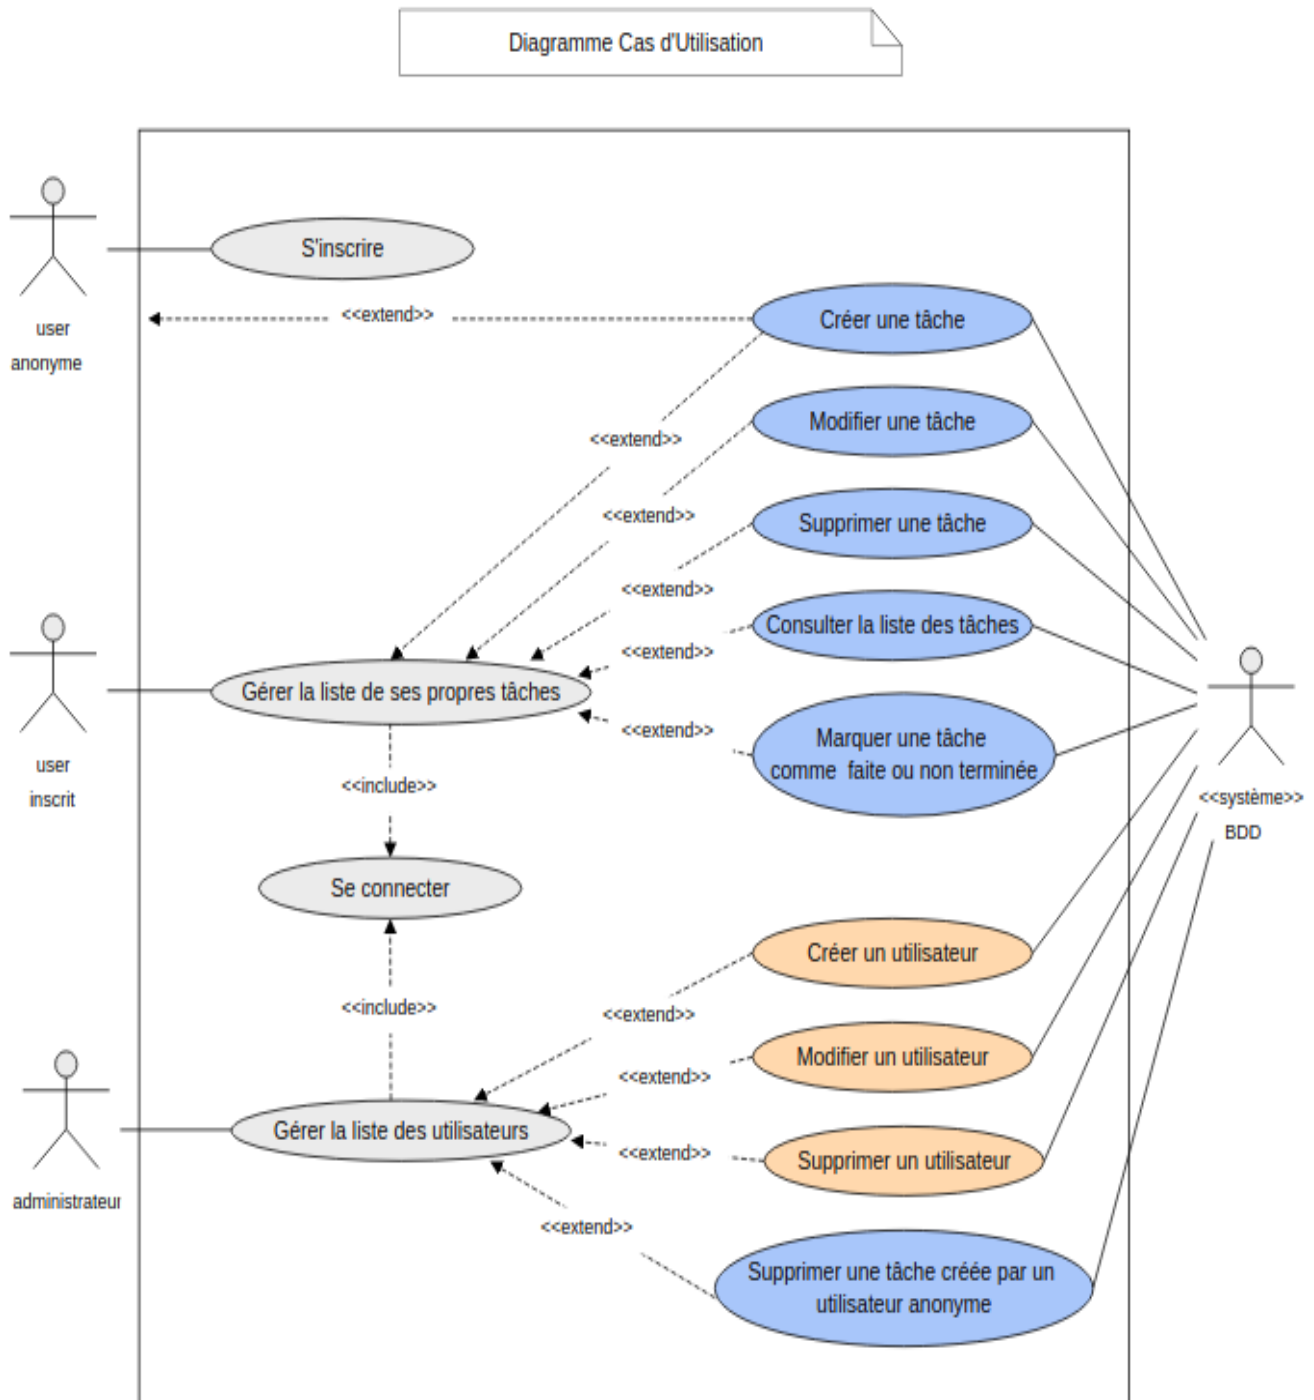 Diagramme Cas d'Utilisation
S'inscrire
<<extend>>
Créer une tâche
user
anonyme
Modifier une tâche
<<extend>>
<<extend>>
Supprimer une tâche
<<extend>>
Consulter la liste des tâches
<<extend>>
Gérer la liste de ses propres tâches
<<extend>>
Marquer une tâche
comme faite ou non terminée
user
inscrit
<<include>>
<<système>>
BDD
Se connecter
Créer un utilisateur
<<include>>
<<extend>>
Modifier un utilisateur
<<extend>>
Gérer la liste des utilisateurs
<<extend>>
Supprimer un utilisateur
administrateur
<<extend>>
Supprimer une tâche créée par un
utilisateur anonyme